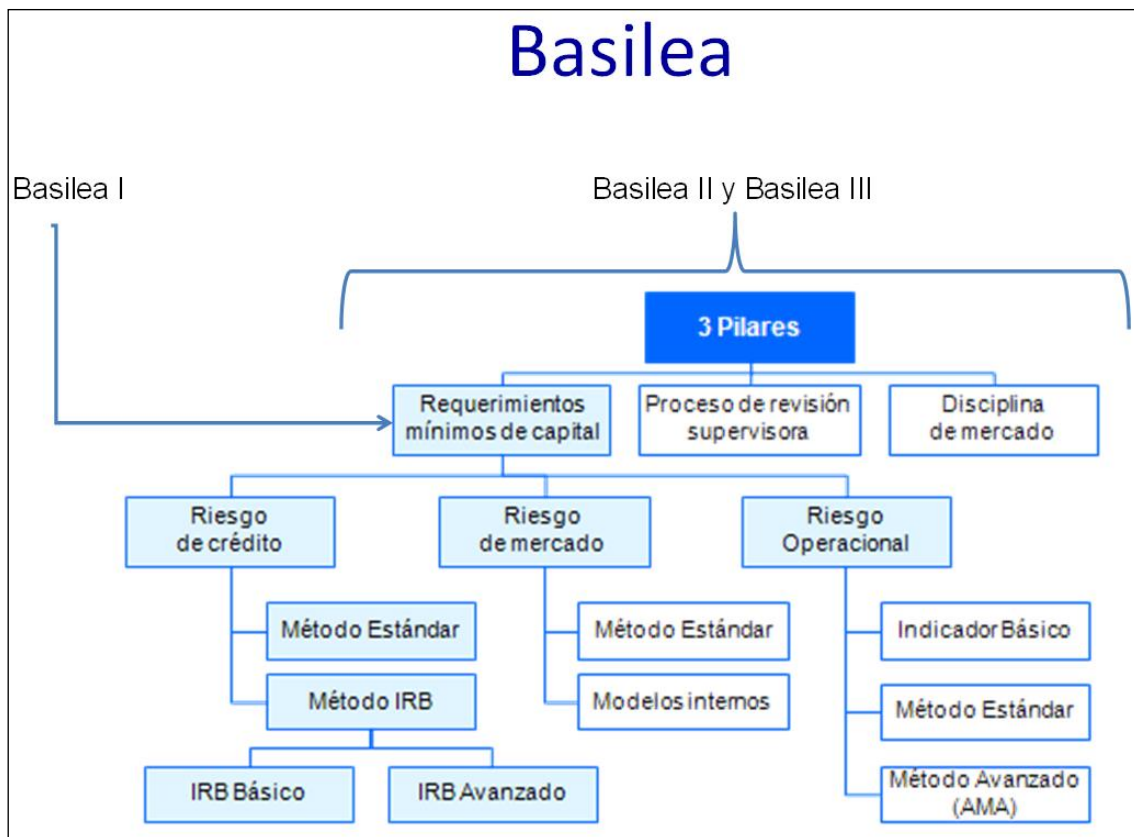 Basilea
Basilea I
Basilea II y Basilea III
3 Pilares
Requerimientos
mínimos de capital
Proceso de revisión
supervisora
Disciplina
de mercado
Riesgo
de crédito
Riesgo
de mercado
Riesgo
Operacional
Método Estándar
Método Estándar
Indicador Básico
Método IRB
Modelos internos
Método Estándar
IRB Básico
IRB Avanzado
Método Avanzado
(AMA)